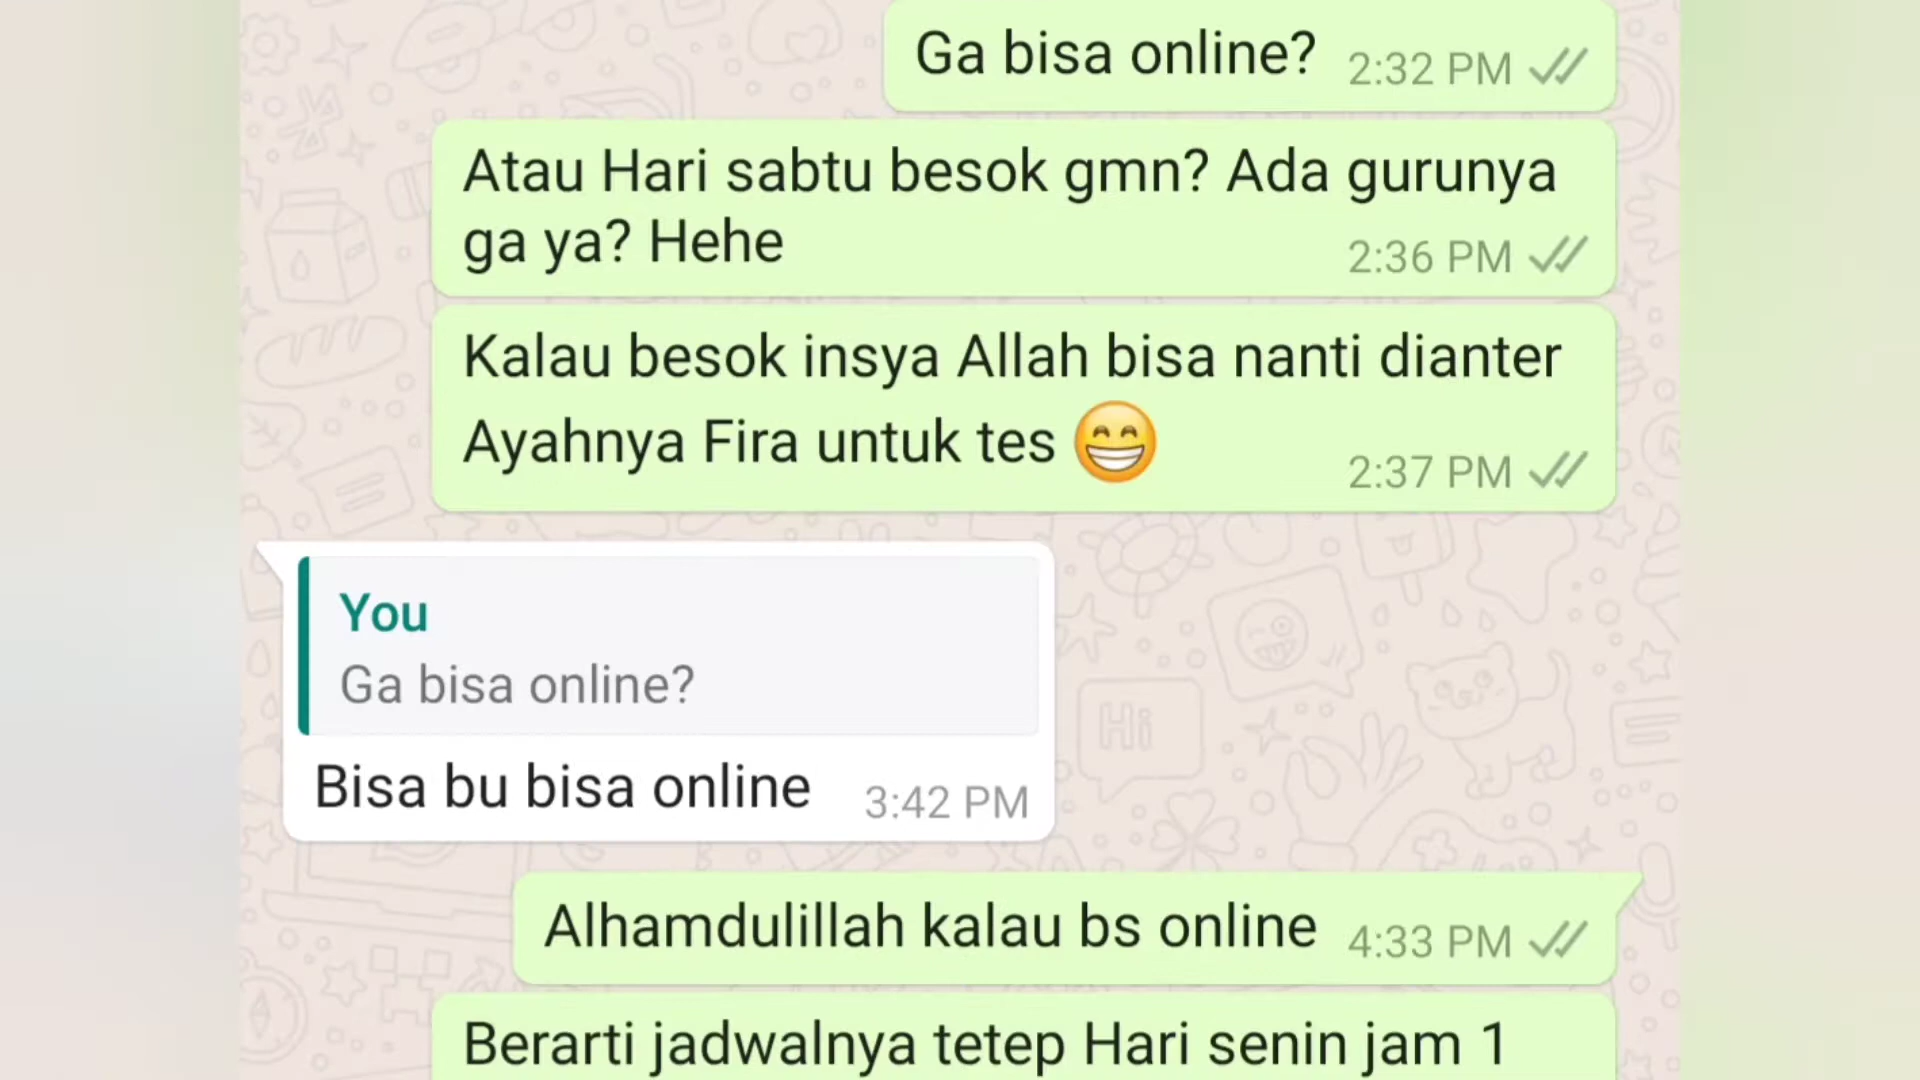 Ga bisa online?
2:32 PM
Atau Hari sabtu besok gmn? Ada gurunya
ga ya? Hehe
2:36 PM
Kalau besok insya Allah bisa nanti dianter
Ayahnya Fira untuk tes 😁
2:37 PM
You
Ga bisa online?
Bisa bu bisa online
3:42 PM
Alhamdulillah kalau bs online
4:33 PM
Berarti jadwalnya tetep Hari senin jam 1